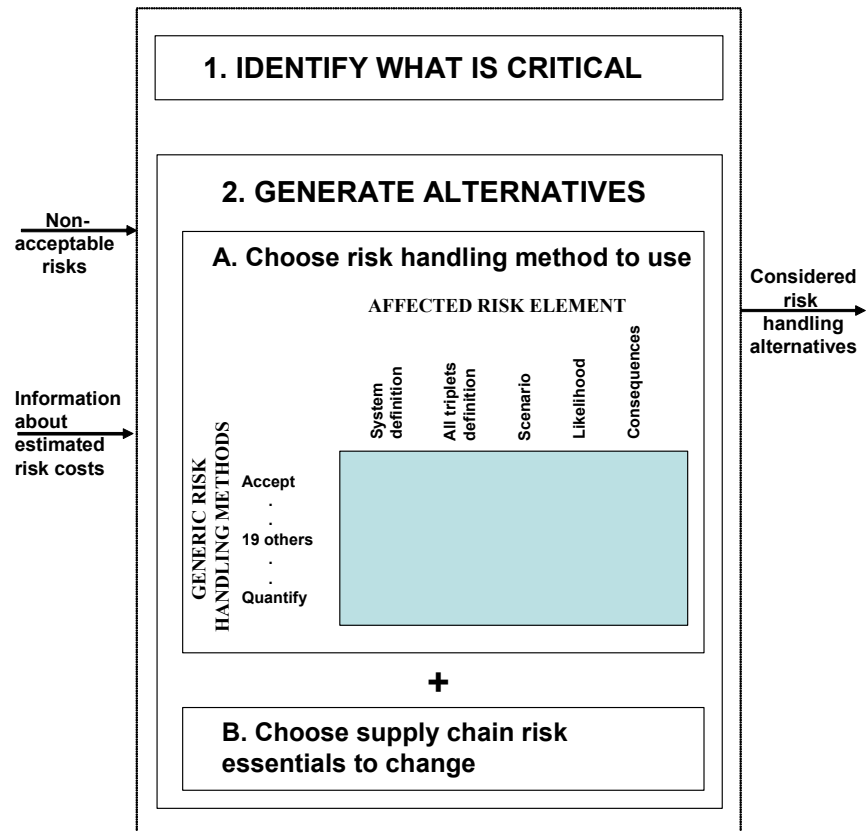 1. IDENTIFY WHAT IS CRITICAL
2. GENERATE ALTERNATIVES
Non-
acceptable
risks
A. Choose risk handling method to use
AFFECTED RISK ELEMENT
Considered
risk
handling
alternatives
System
definition
All triplets
definition
Scenario
Likelihood
Consequences
Information
about
estimated
risk costs
GENERIC RISK
HANDLING METHODS
Accept
.
.
19 others
.
.
Quantify
+
B. Choose supply chain risk
essentials to change